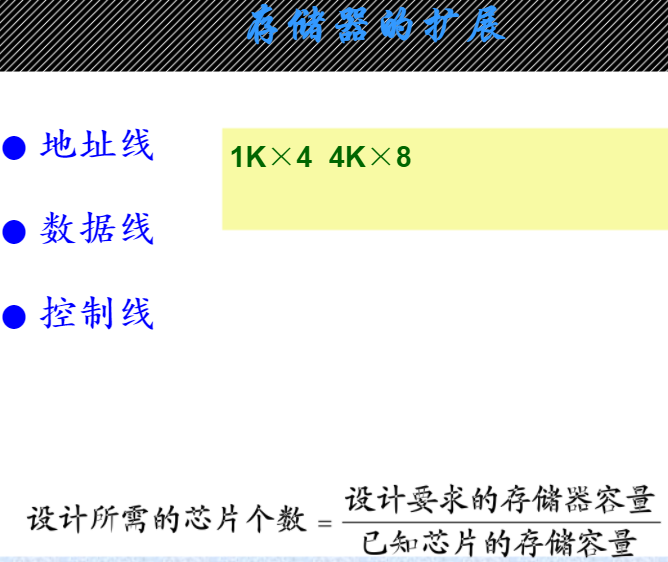 存储器的扩展
● 地址线
1K×4 4K×8
● 数据线
● 控制线
设计所需的芯片个数 = 设计要求的存储器容量
已知芯片的存储容量